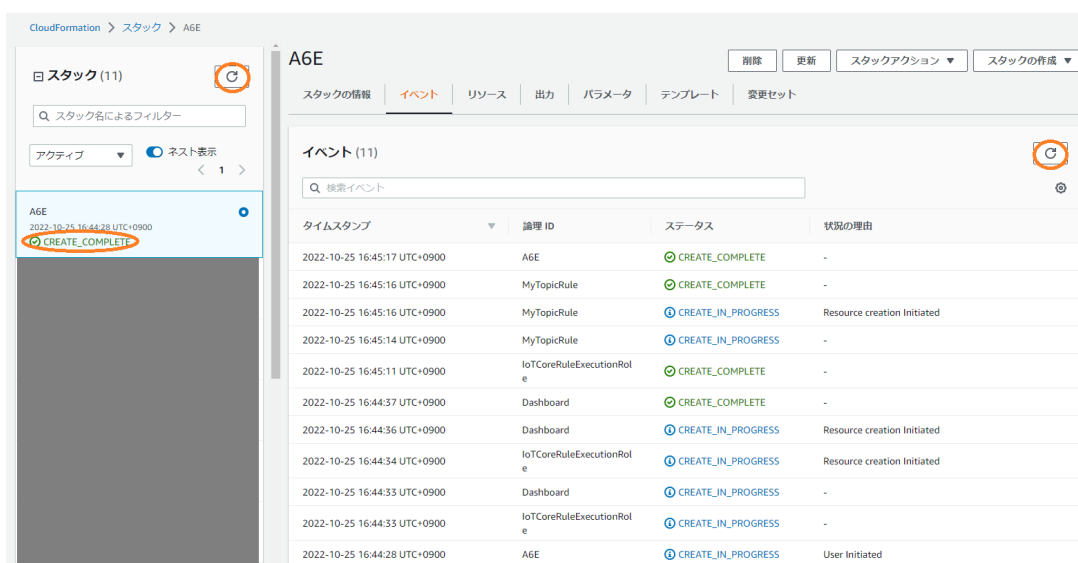 CloudFormation > スタック > A6E
スタック (11)
スタック名によるフィルター
アクティブ ▼ ネスト表示
< 1 >
A6E
2022-10-25 16:44:28 UTC+0900
CREATE_COMPLETE
A6E
削除 更新 スタックアクション ▼ スタックの作成 ▼
スタックの情報 イベント リソース 出力 パラメータ テンプレート 変更セット
イベント (11)
検索イベント
タイムスタンプ ▼ 論理 ID ステータス 状況の理由
2022-10-25 16:45:17 UTC+0900 A6E CREATE_COMPLETE -
2022-10-25 16:45:16 UTC+0900 MyTopicRule CREATE_COMPLETE -
2022-10-25 16:45:16 UTC+0900 MyTopicRule CREATE_IN_PROGRESS Resource creation Initiated
2022-10-25 16:45:14 UTC+0900 MyTopicRule CREATE_IN_PROGRESS -
2022-10-25 16:45:11 UTC+0900 IoTCoreRuleExecutionRol
e CREATE_COMPLETE -
2022-10-25 16:44:37 UTC+0900 Dashboard CREATE_COMPLETE -
2022-10-25 16:44:36 UTC+0900 Dashboard CREATE_IN_PROGRESS Resource creation Initiated
2022-10-25 16:44:34 UTC+0900 IoTCoreRuleExecutionRol
e CREATE_IN_PROGRESS Resource creation Initiated
2022-10-25 16:44:33 UTC+0900 Dashboard CREATE_IN_PROGRESS -
2022-10-25 16:44:33 UTC+0900 IoTCoreRuleExecutionRol
e CREATE_IN_PROGRESS -
2022-10-25 16:44:28 UTC+0900 A6E CREATE_IN_PROGRESS User Initiated